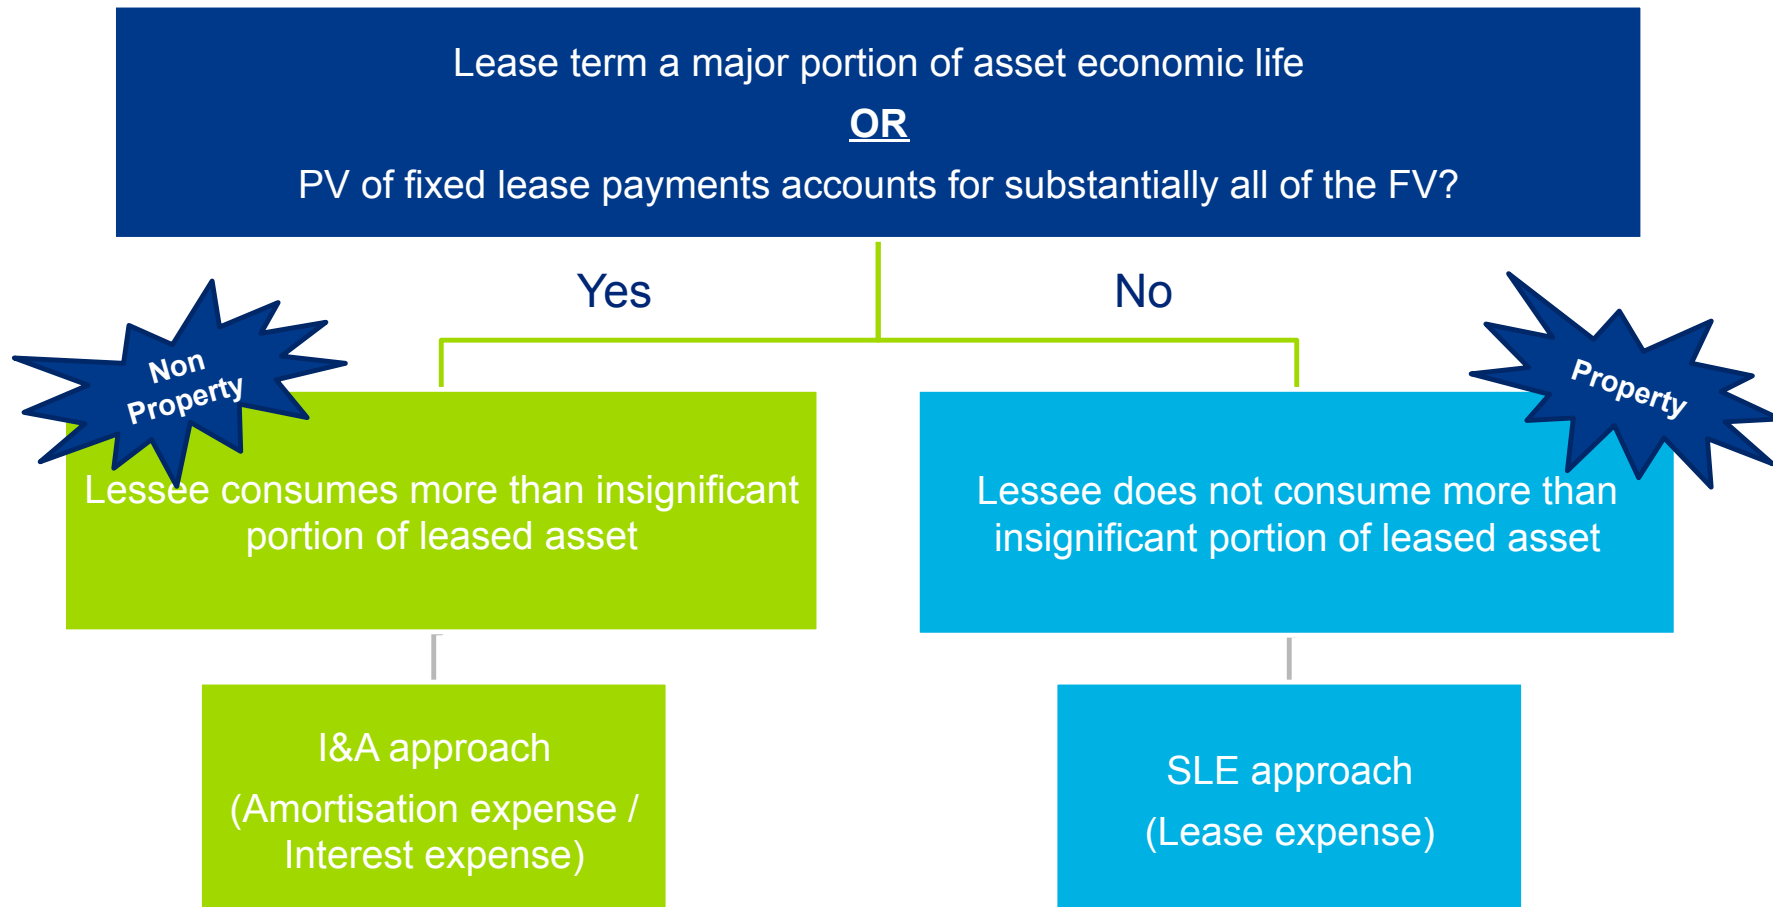 Lease term a major portion of asset economic life
OR
PV of fixed lease payments accounts for substantially all of the FV?
Yes
No
Non
Property
Property
Lessee consumes more than insignificant
portion of leased asset
Lessee does not consume more than
insignificant portion of leased asset
I&A approach
(Amortisation expense /
Interest expense)
SLE approach
(Lease expense)